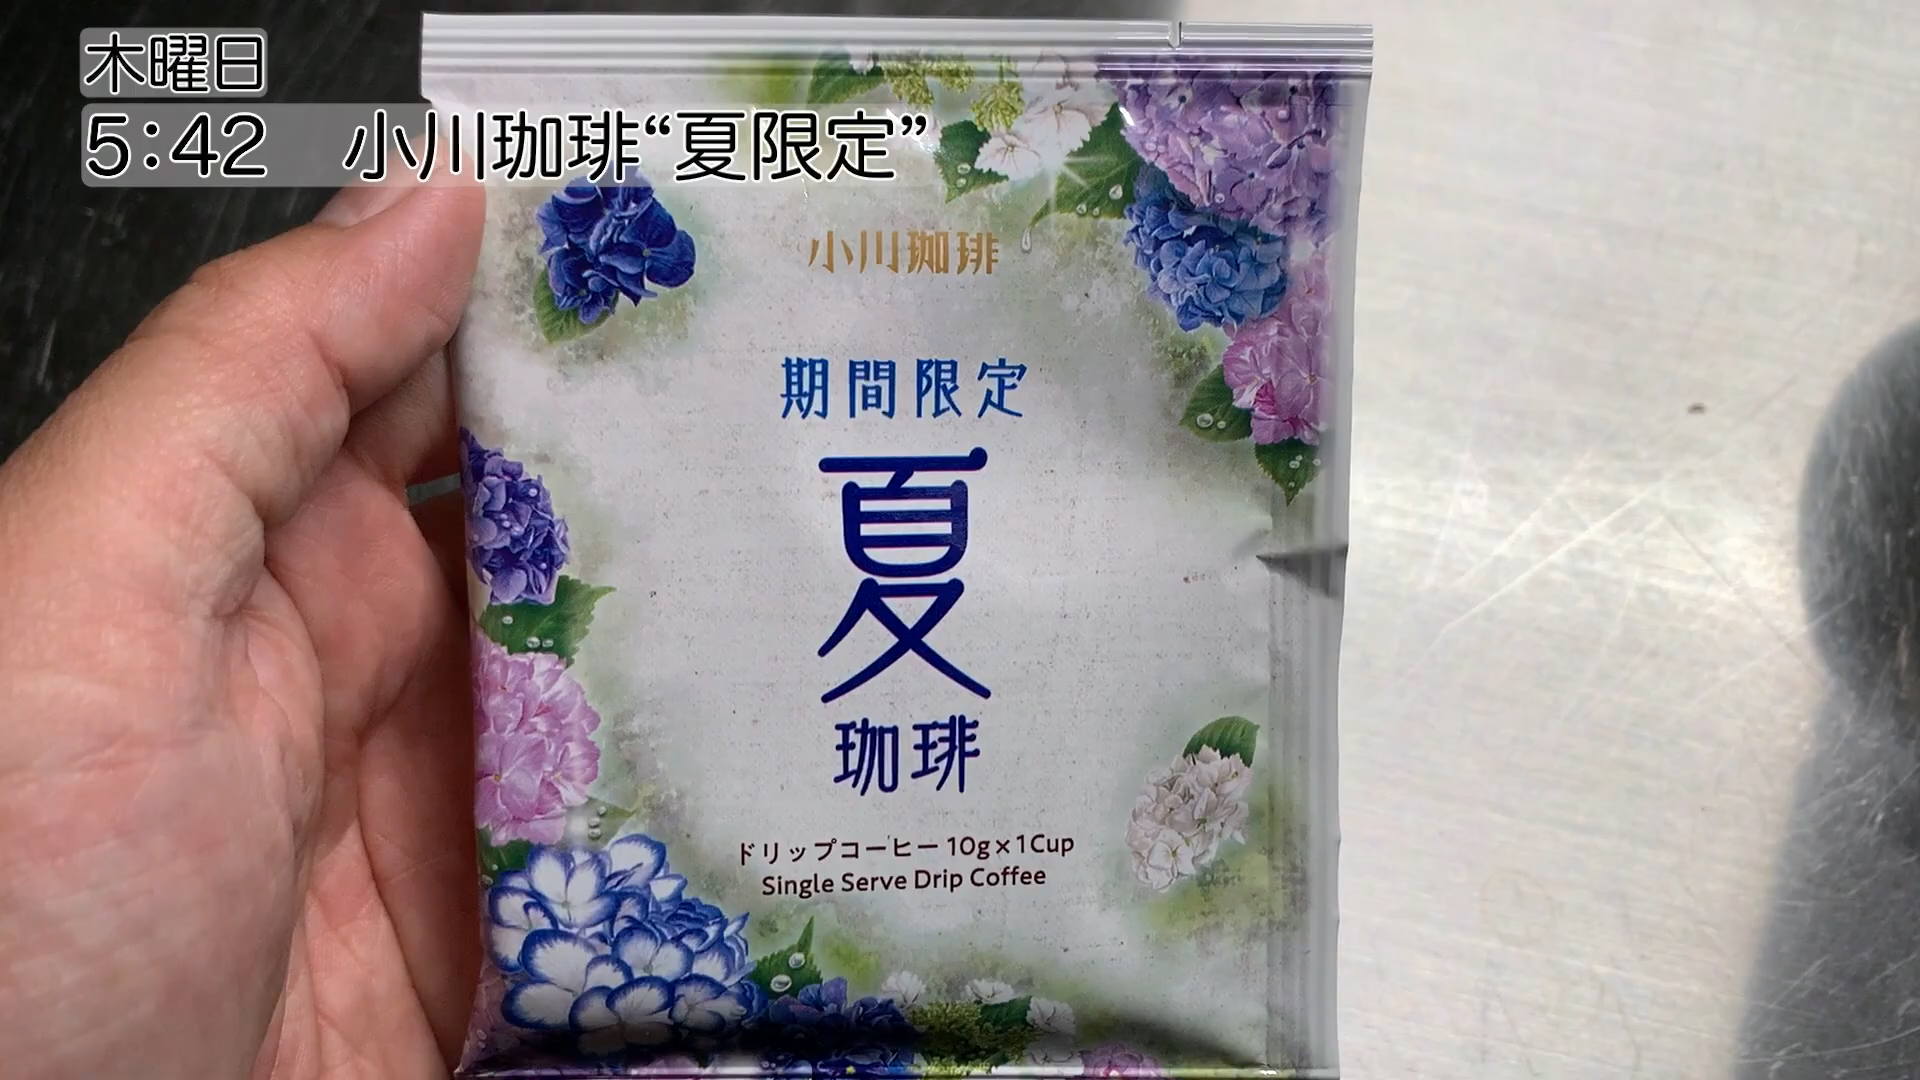 木曜日
5:42 小川珈琲“夏限定”
小川珈琲
期間限定
夏
珈琲
ドリップコーヒー 10g×1Cup
Single Serve Drip Coffee